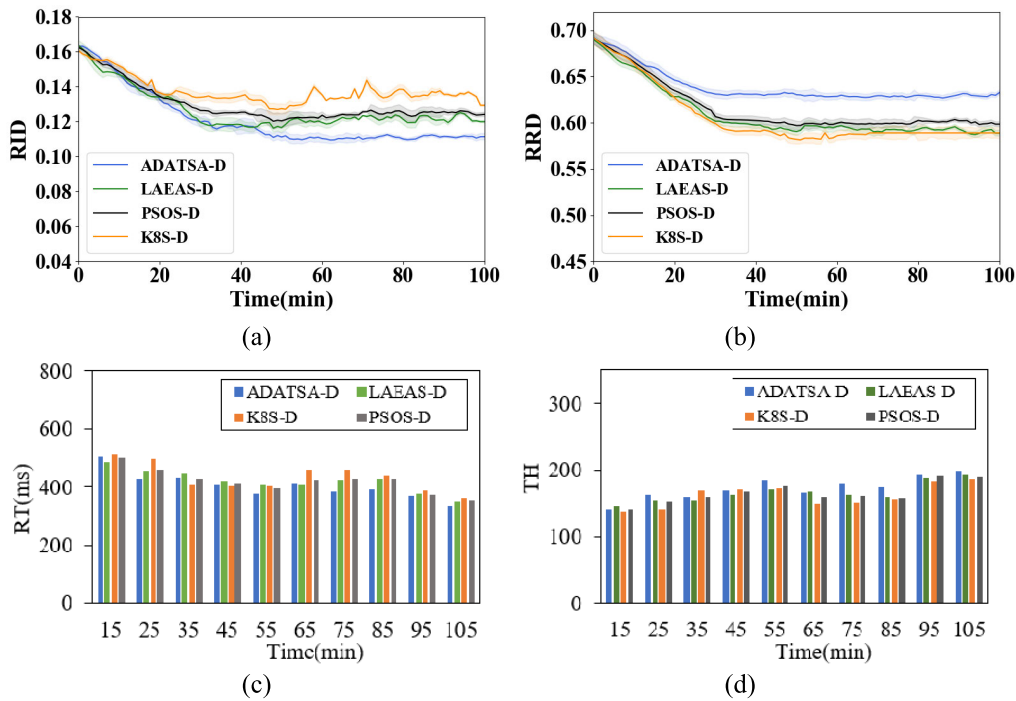 0.18
0.16
0.14
0.12
0.10
0.08
0.06
0.04
RID
ADATSA-D
LAEAS-D
PSOS-D
K8S-D
0 20 40 60 80 100
Time(min)
(a)
0.70
0.65
0.60
0.55
0.50
0.45
RRD
ADATSA-D
LAEAS-D
PSOS-D
K8S-D
0 20 40 60 80 100
Time(min)
(b)
800
600
400
200
0
RT(ms)
ADATSA-D LAEAS-D
K8S-D PSOS-D
15 25 35 45 55 65 75 85 95 105
Time(min)
(c)
300
200
100
0
TH
ADATSA D LAEAS D
K8S-D PSOS-D
15 25 35 45 55 65 75 85 95 105
Time(min)
(d)